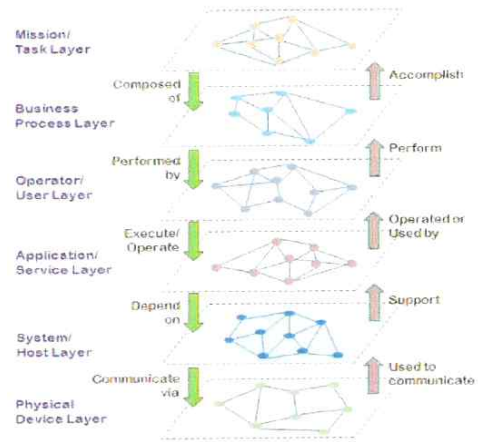 Mission/
Task Layer
Composed
of
Accomplish
Business
Process Layer
Performed
by
Perform
Operator/
User Layer
Execute/
Operate
Operated or
Used by
Application/
Service Layer
Depend
on
Support
System/
Host Layer
Communicate
via
Used to
communicate
Physical
Device Layer